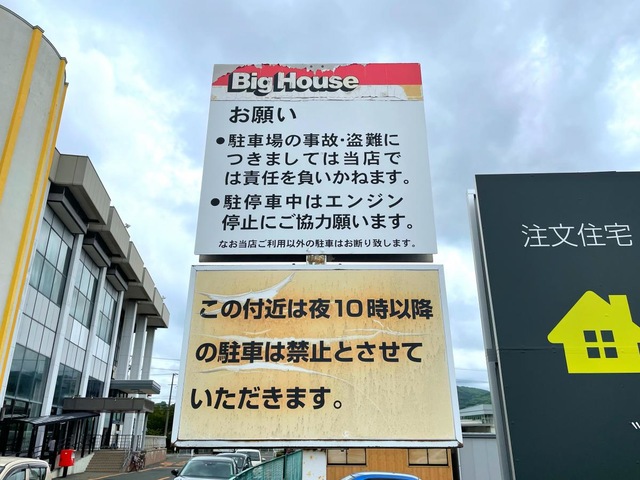 BigHouse
お願い
●駐車場の事故・盗難に
つきましては当店で
は責任を負いかねます。
●駐停車中はエンジン
停止にご協力願います。
なお当店ご利用以外の駐車はお断り致します。
この付近は夜10時以降
の駐車は禁止とさせて
いただきます。
注文住宅